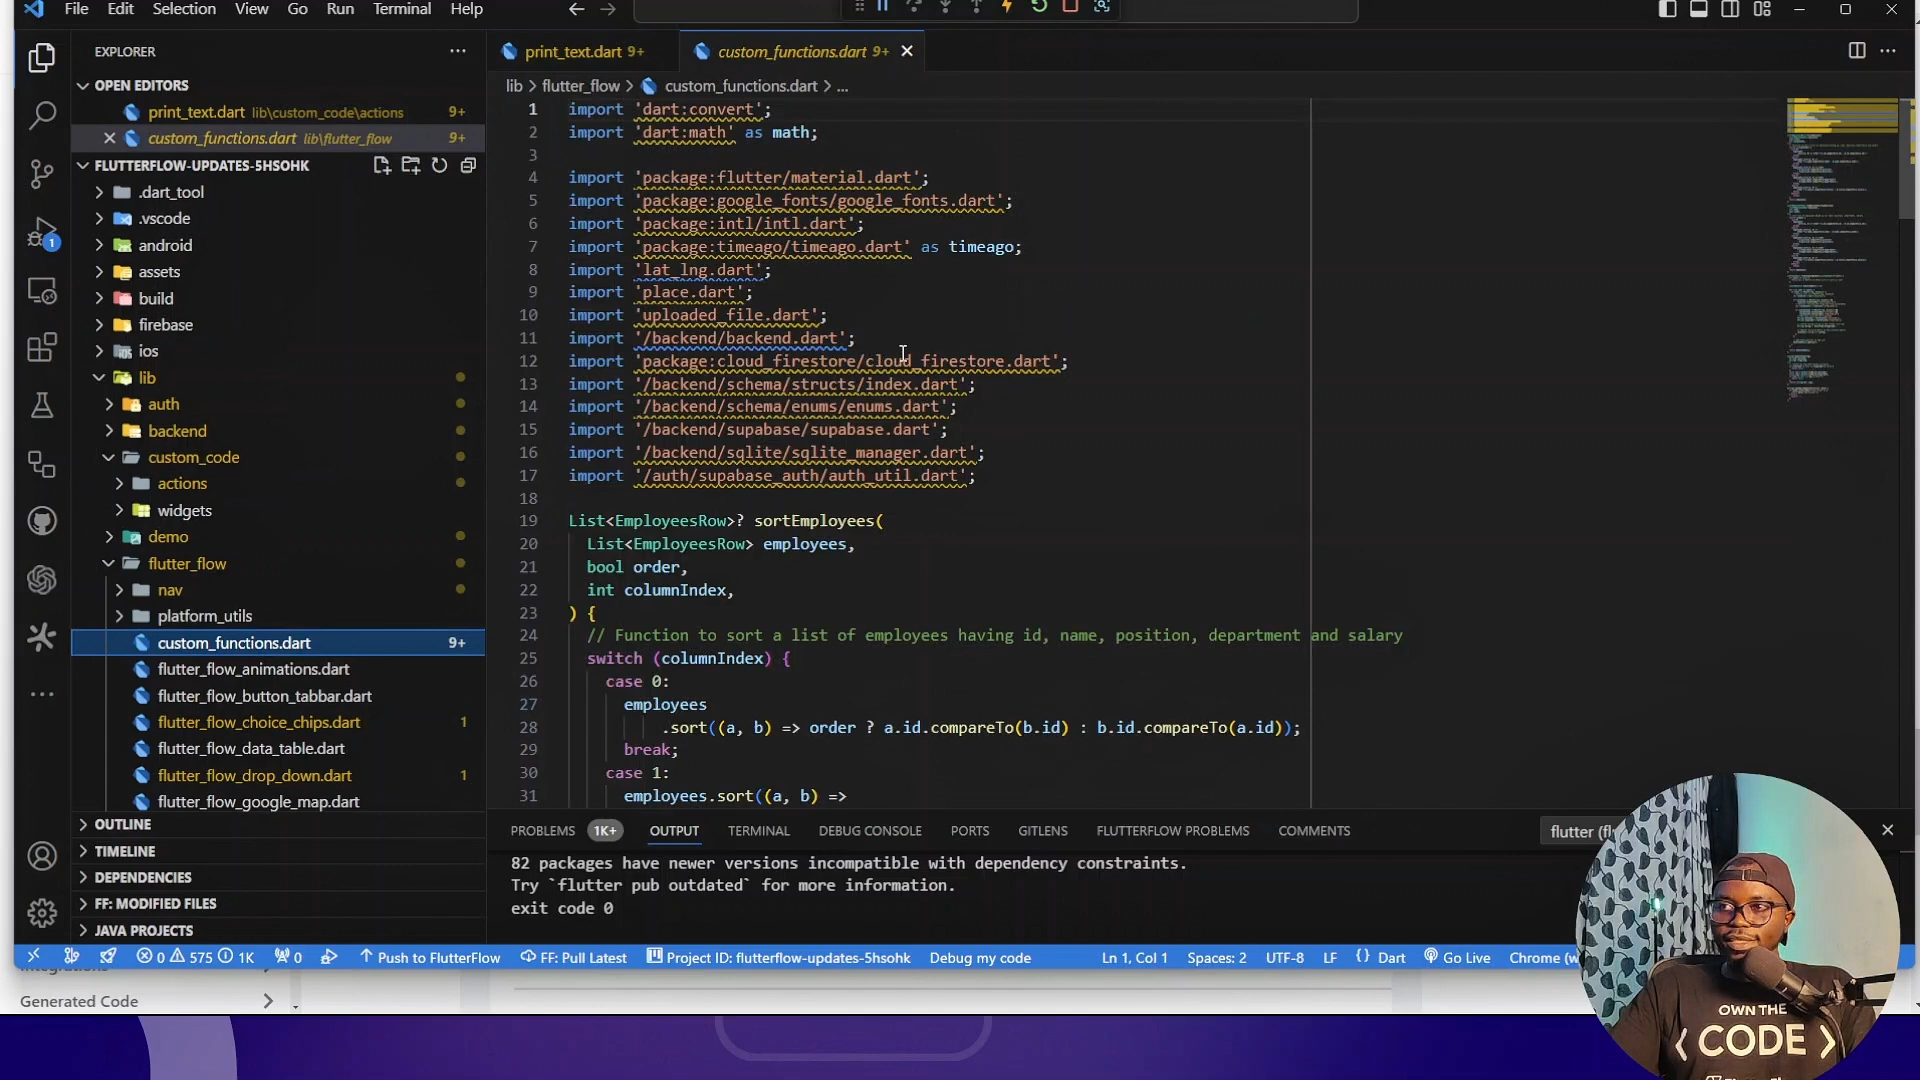 File Edit Selection View Go Run Terminal Help
EXPLORER
OPEN EDITORS
print_text.dart lib\custom_code\actions 9+
custom_functions.dart lib\flutter_flow 9+
FLUTTERFLOW-UPDATES-5HSOHK
.dart_tool
.vscode
android
assets
build
firebase
ios
lib
auth
backend
custom_code
actions
widgets
demo
flutter_flow
nav
platform_utils
custom_functions.dart 9+
flutter_flow_animations.dart
flutter_flow_button_tabbar.dart
flutter_flow_choice_chips.dart 1
flutter_flow_data_table.dart
flutter_flow_drop_down.dart 1
flutter_flow_google_map.dart
OUTLINE
TIMELINE
DEPENDENCIES
FF: MODIFIED FILES
JAVA PROJECTS
1
print_text.dart 9+
custom_functions.dart 9+
lib > flutter_flow > custom_functions.dart > ...
1 import 'dart:convert';
2 import 'dart:math' as math;
3
4 import 'package:flutter/material.dart';
5 import 'package:google_fonts/google_fonts.dart';
6 import 'package:intl/intl.dart';
7 import 'package:timeago/timeago.dart' as timeago;
8 import 'lat_lng.dart';
9 import 'place.dart';
10 import 'uploaded_file.dart';
11 import '/backend/backend.dart';
12 import 'package:cloud_firestore/cloud_firestore.dart';
13 import '/backend/schema/structs/index.dart';
14 import '/backend/schema/enums/enums.dart';
15 import '/backend/supabase/supabase.dart';
16 import '/backend/sqlite/sqlite_manager.dart';
17 import '/auth/supabase_auth/auth_util.dart';
18
19 List<EmployeesRow>? sortEmployees(
20 List<EmployeesRow> employees,
21 bool order,
22 int columnIndex,
23 ) {
24 // Function to sort a list of employees having id, name, position, department and salary
25 switch (columnIndex) {
26 case 0:
27 employees
28 .sort((a, b) => order ? a.id.compareTo(b.id) : b.id.compareTo(a.id));
29 break;
30 case 1:
31 employees.sort((a, b) =>
PROBLEMS 1K+ OUTPUT TERMINAL DEBUG CONSOLE PORTS GITLENS FLUTTERFLOW PROBLEMS COMMENTS flutter
82 packages have newer versions incompatible with dependency constraints.
Try `flutter pub outdated` for more information.
exit code 0
0 575 1K 0 Push to FlutterFlow FF: Pull Latest Project ID: flutterflow-updates-5hsohk Debug my code Ln 1, Col 1 Spaces: 2 UTF-8 LF {} Dart Go Live Chrome
Generated Code
OWN THE
< CODE >